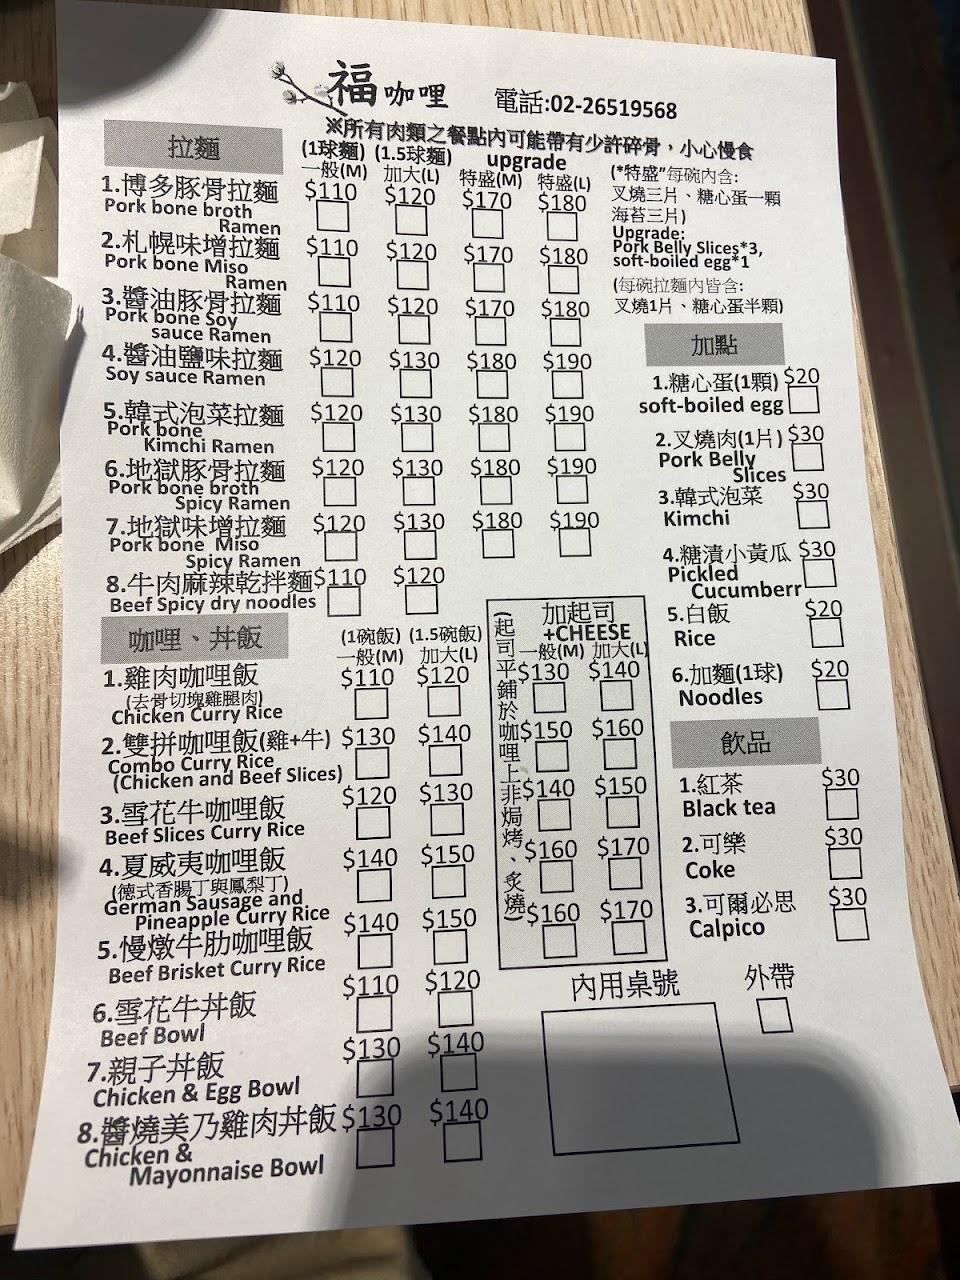 福咖哩 電話:02-26519568
※所有肉類之餐點內可能帶有少許碎骨，小心慢食
拉麵
(1球麵) (1.5球麵) upgrade
一般(M) 加大(L) 特盛(M) 特盛(L)
1.博多豚骨拉麵 $110 $120 $170 $180
Pork bone broth
Ramen
2.札幌味增拉麵 $110 $120 $170 $180
Pork bone Miso
Ramen
3.醬油豚骨拉麵 $110 $120 $170 $180
Pork bone Soy
sauce Ramen
4.醬油鹽味拉麵 $120 $130 $180 $190
Soy sauce Ramen
5.韓式泡菜拉麵 $120 $130 $180 $190
Pork bone
Kimchi Ramen
6.地獄豚骨拉麵 $120 $130 $180 $190
Pork bone broth
Spicy Ramen
7.地獄味增拉麵 $120 $130 $180 $190
Pork bone Miso
Spicy Ramen
8.牛肉麻辣乾拌麵 $110 $120
Beef Spicy dry noodles
(*特盛"每碗內含:
叉燒三片、糖心蛋一顆
海苔三片)
Upgrade:
Pork Belly Slices*3,
soft-boiled egg*1
(每碗拉麵內皆含:
叉燒1片、糖心蛋半顆)
加點
1.糖心蛋(1顆) $20
soft-boiled egg
2.叉燒肉(1片) $30
Pork Belly
Slices
3.韓式泡菜 $30
Kimchi
4.糖漬小黃瓜 $30
Pickled
Cucumberr
5.白飯 $20
Rice
6.加麵(1球) $20
Noodles
咖哩、丼飯
(1碗飯) (1.5碗飯)
一般(M) 加大(L)
1.雞肉咖哩飯 $110 $120
(去骨切塊雞腿肉)
Chicken Curry Rice
2.雙拼咖哩飯(雞+牛) $130 $140
Combo Curry Rice
(Chicken and Beef Slices)
3.雪花牛咖哩飯 $120 $130
Beef Slices Curry Rice
4.夏威夷咖哩飯 $140 $150
(德式香腸丁與鳳梨丁)
German Sausage and
Pineapple Curry Rice
5.慢燉牛肋咖哩飯 $140 $150
Beef Brisket Curry Rice
6.雪花牛丼飯 $110 $120
Beef Bowl
7.親子丼飯 $130 $140
Chicken & Egg Bowl
8.醬燒美乃雞肉丼飯 $130 $140
Chicken &
Mayonnaise Bowl
(起司平鋪於咖哩上非焗烤、炙燒)
加起司
+CHEESE
一般(M) 加大(L)
$130 $140
$150 $160
$140 $150
$160 $170
$160 $170
飲品
1.紅茶 $30
Black tea
2.可樂 $30
Coke
3.可爾必思 $30
Calpico
內用桌號 外帶